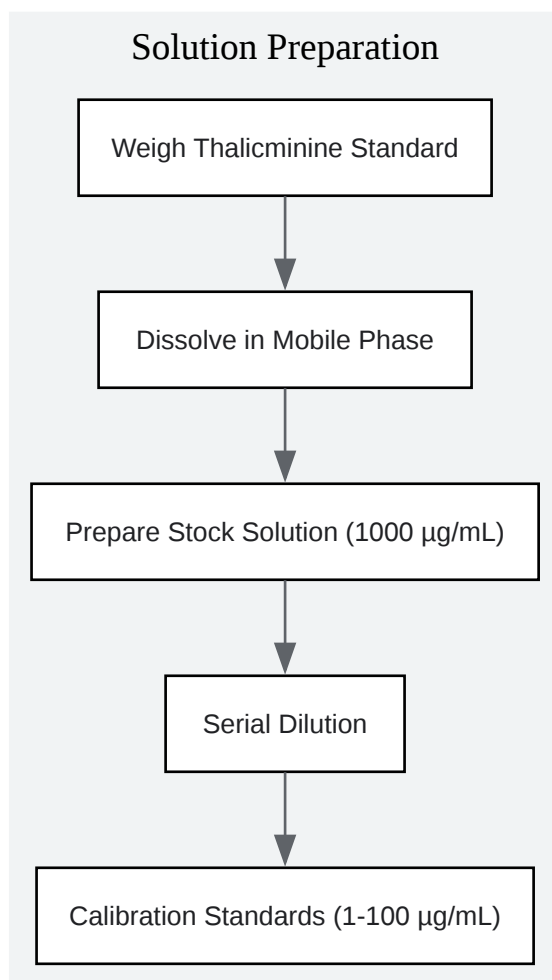 Solution Preparation
Weigh Thalicminine Standard
Dissolve in Mobile Phase
Prepare Stock Solution (1000 µg/mL)
Serial Dilution
Calibration Standards (1-100 µg/mL)